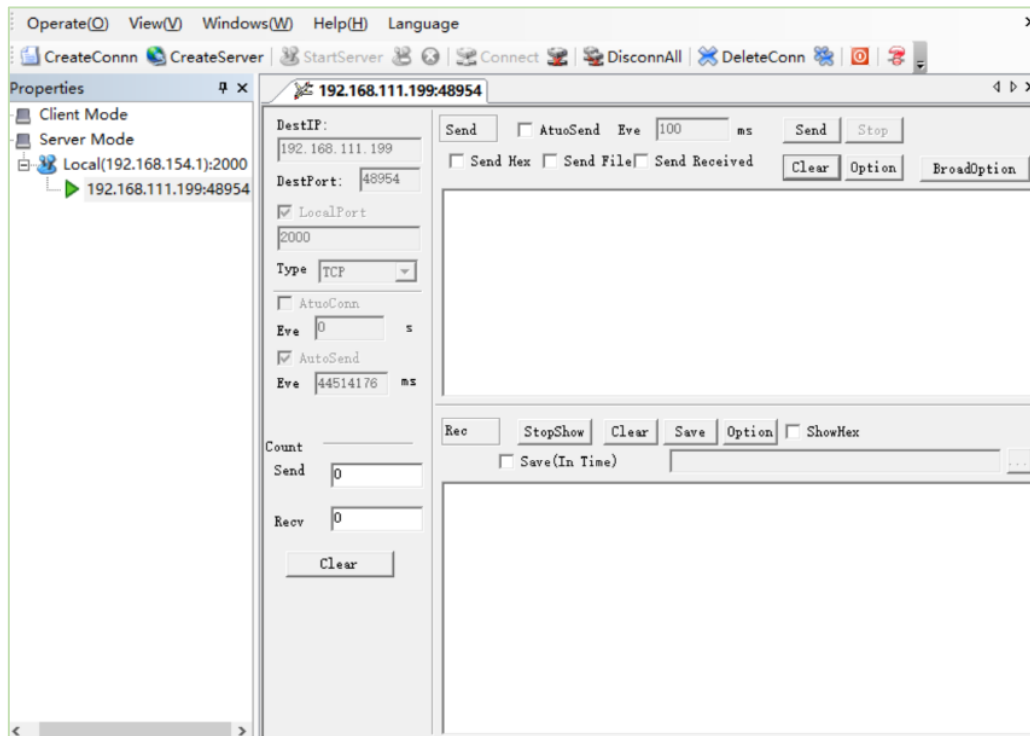 Operate(O) View(V) Windows(W) Help(H) Language
CreateConnn CreateServer StartServer Connect DisconnAll DeleteConn
Properties
Client Mode
Server Mode
Local(192.168.154.1):2000
192.168.111.199:48954
192.168.111.199:48954
DestIP:
192.168.111.199
DestPort: 48954
LocalPort
2000
Type TCP
AtuoConn
Eve 0 s
AutoSend
Eve 44514176 ms
Count
Send 0
Recv 0
Clear
Send AtuoSend Eve 100 ms Send Stop
Send Hex Send File Send Received Clear Option BroadOption
Rec StopShow Clear Save Option ShowHex
Save(In Time) ...